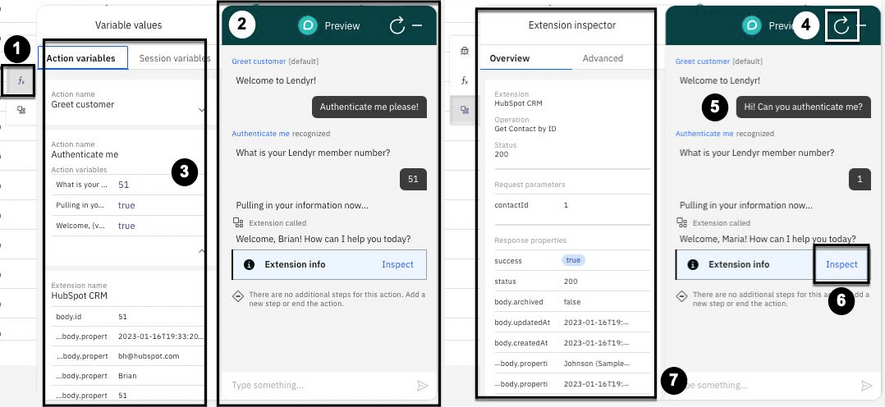 Variable values
2
Preview
1
Action variables
Session variables
Action name
Greet customer
Action name
Authenticate me
3
Action variables
What is your ... 51
Pulling in yo... true
Welcome, {v... true
Extension name
HubSpot CRM
body.id 51
...body.propert 2023-01-16T19:33:20...
...body.propert bh@hubspot.com
...body.propert Brian
...body.propert 51
Greet customer [default]
Welcome to Lendyr!
Authenticate me please!
Authenticate me recognized
What is your Lendyr member number?
51
Pulling in your information now...
Extension called
Welcome, Brian! How can I help you today?
Extension info Inspect
There are no additional steps for this action. Add a
new step or end the action.
Type something...
Extension inspector
Overview
Advanced
Extension
HubSpot CRM
Operation
Get Contact by ID
Status
200
Request parameters
contactId 1
Response properties
success true
status 200
body.archived false
body.updatedAt 2023-01-16T19:...
body.createdAt 2023-01-16T19:...
...body.properti Johnson (Sample...
...body.properti 2023-01-16T19:...
7
4
Greet customer [default]
Welcome to Lendyr!
5
Hi! Can you authenticate me?
Authenticate me recognized
What is your Lendyr member number?
1
Pulling in your information now...
Extension called
Welcome, Maria! How can I help you today?
Extension info Inspect
6
There are no additional steps for this Add a
new step or end the action.
something...